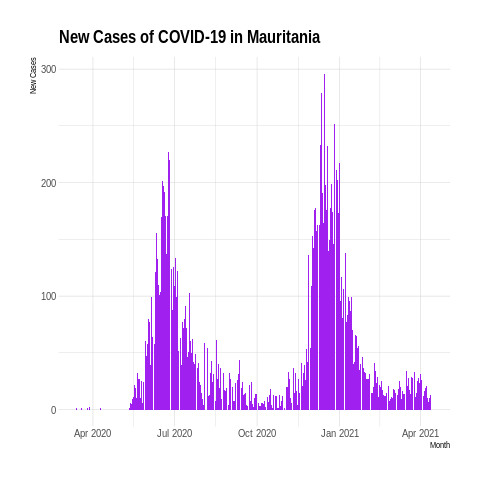 New Cases of COVID-19 in Mauritania
New Cases
300
200
100
0
Apr 2020 Jul 2020 Oct 2020 Jan 2021 Apr 2021
Month